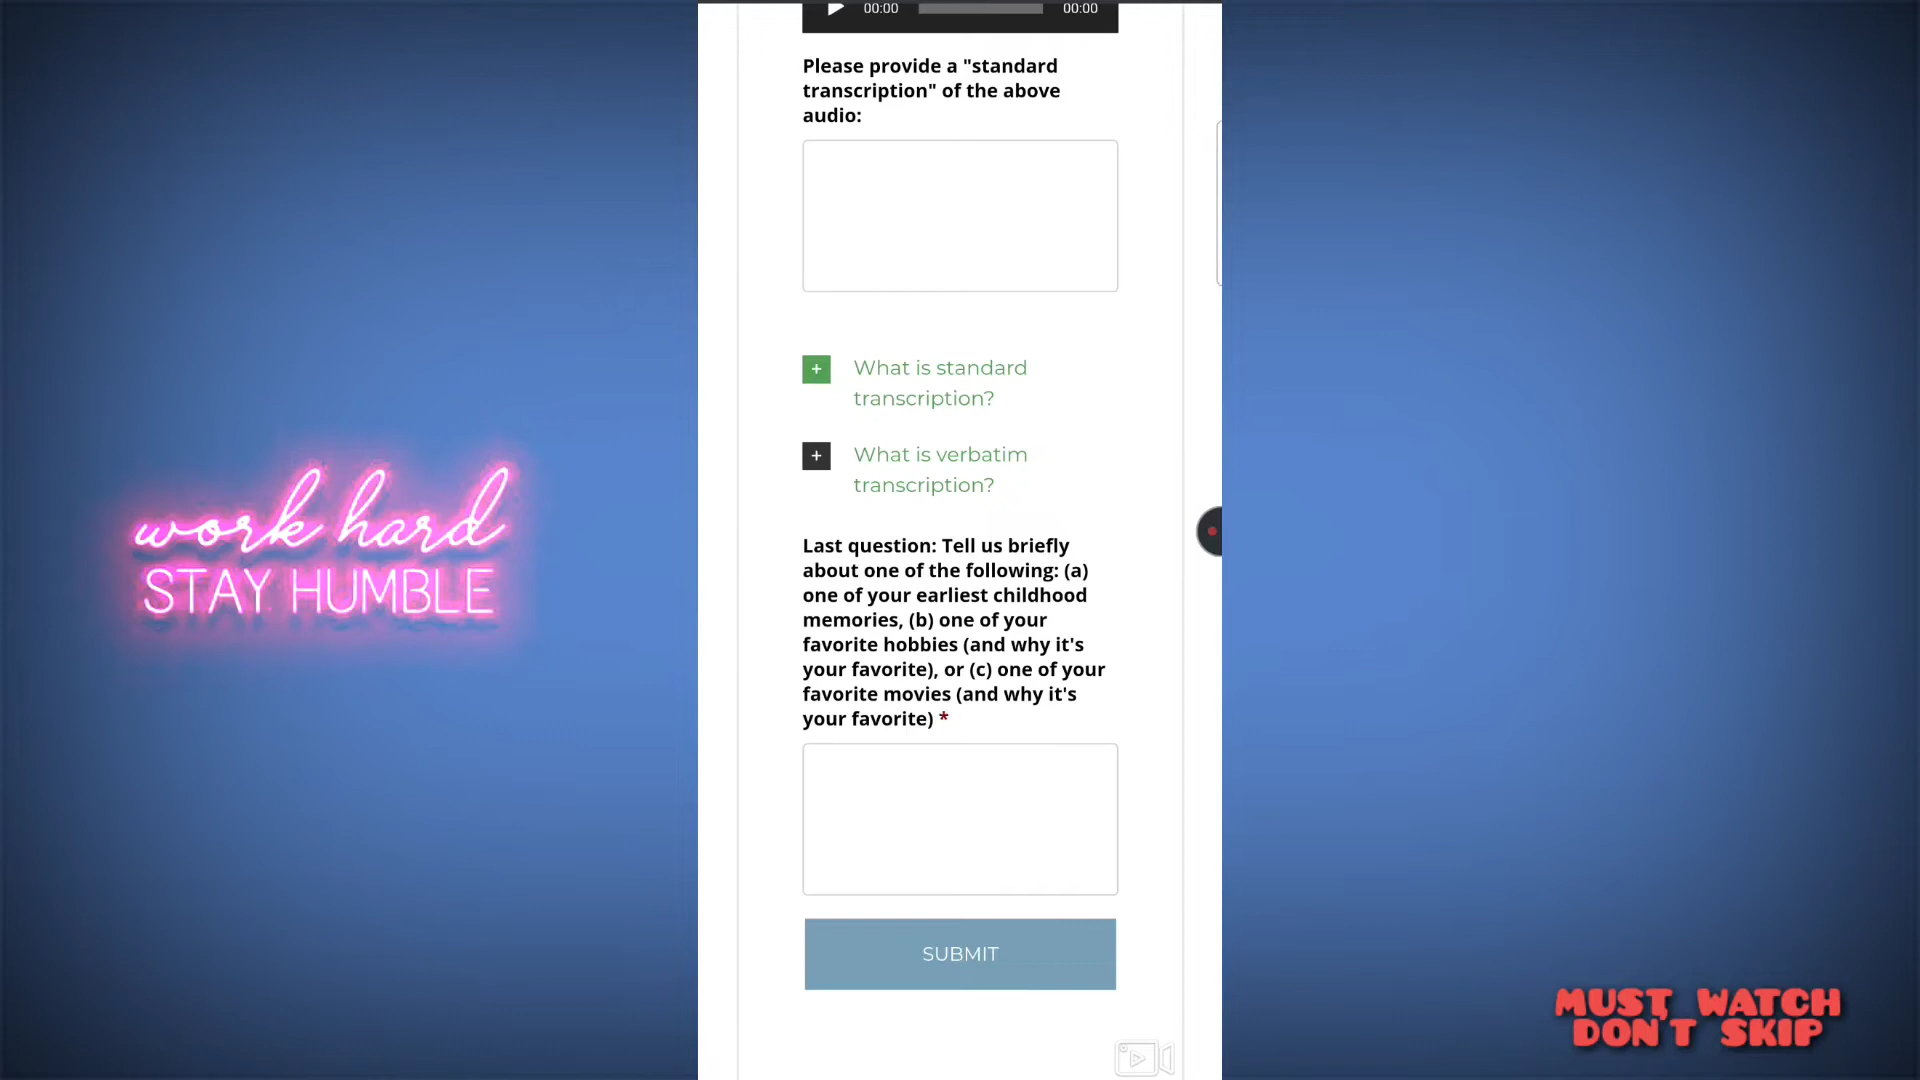 00:00 00:00
Please provide a "standard
transcription" of the above
audio:
+ What is standard
transcription?
+ What is verbatim
transcription?
Last question: Tell us briefly
about one of the following: (a)
one of your earliest childhood
memories, (b) one of your
favorite hobbies (and why it's
your favorite), or (c) one of your
favorite movies (and why it's
your favorite) *
SUBMIT
work hard
STAY HUMBLE
MUST WATCH
DON'T SKIP